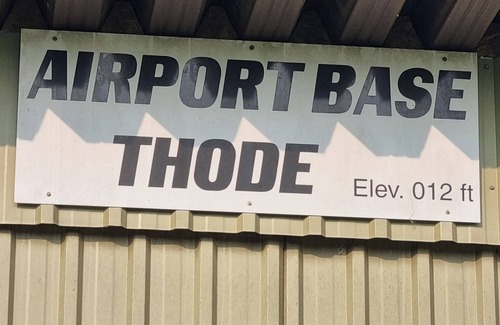 AIRPORT BASE
THODE
Elev. 012 ft